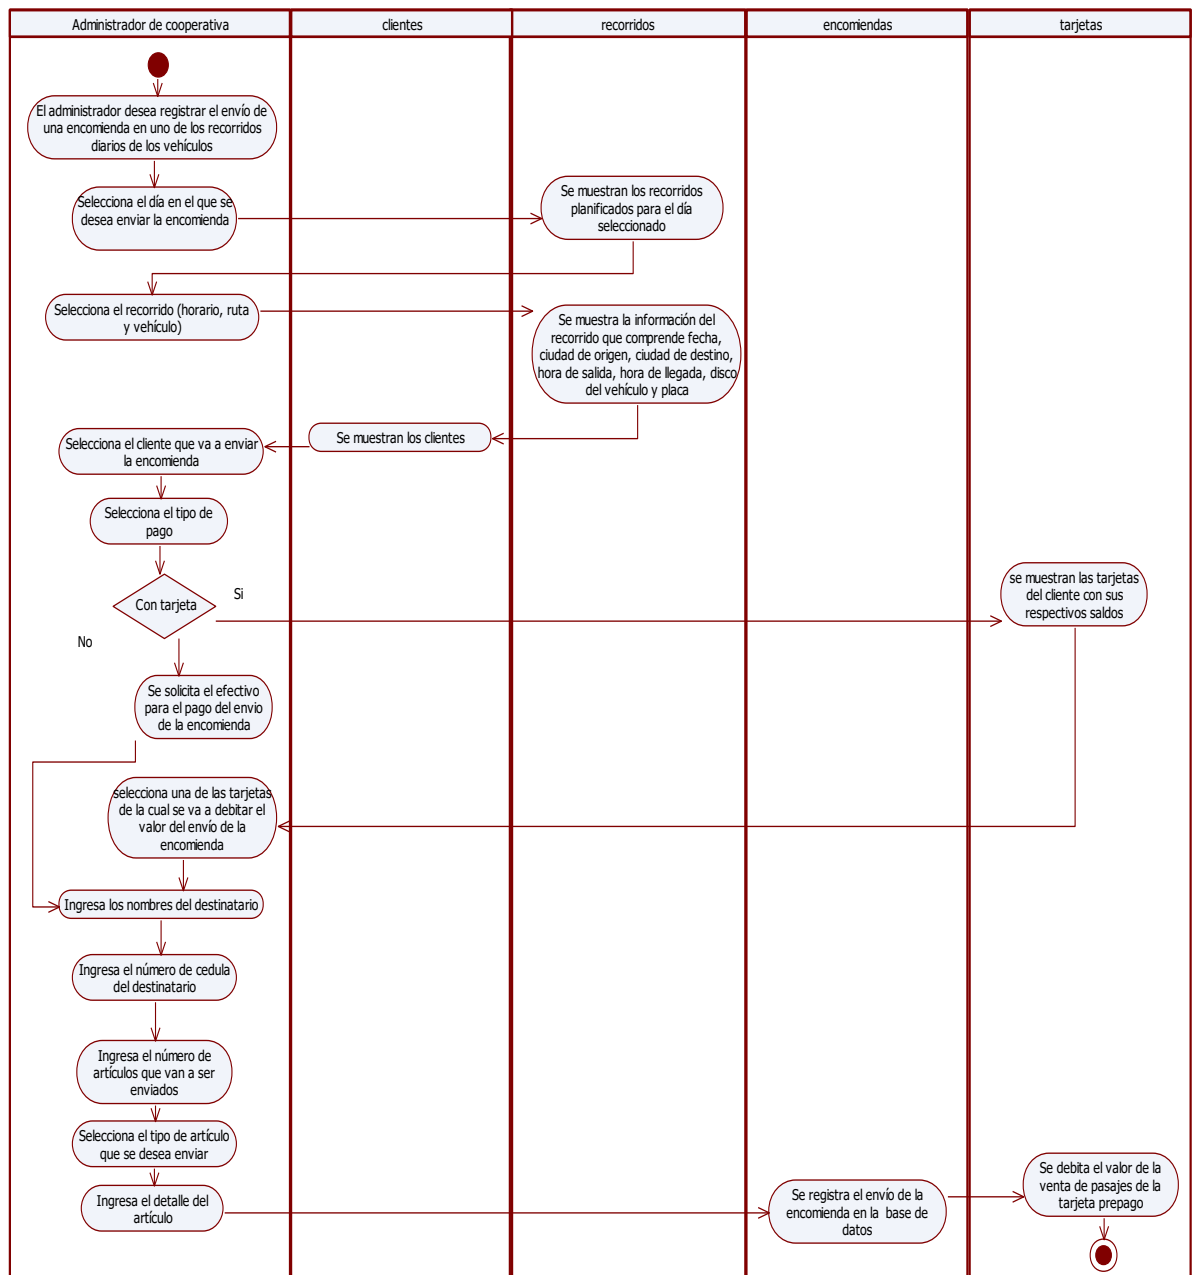 Administrador de cooperativa
clientes
recorridos
encomiendas
tarjetas
El administrador desea registrar el envío de
una encomienda en uno de los recorridos
diarios de los vehículos
Selecciona el día en el que se
desea enviar la encomienda
Se muestran los recorridos
planificados para el día
seleccionado
Selecciona el recorrido (horario, ruta
y vehículo)
Se muestra la información del
recorrido que comprende fecha,
ciudad de origen, ciudad de destino,
hora de salida, hora de llegada, disco
del vehículo y placa
Se muestran los clientes
Selecciona el cliente que va a enviar
la encomienda
Selecciona el tipo de
pago
Con tarjeta
Si
No
se muestran las tarjetas
del cliente con sus
respectivos saldos
Se solicita el efectivo
para el pago del envio
de la encomienda
selecciona una de las tarjetas
de la cual se va a debitar el
valor del envío de la
encomienda
Ingresa los nombres del destinatario
Ingresa el número de cedula
del destinatario
Ingresa el número de
artículos que van a ser
enviados
Selecciona el tipo de artículo
que se desea enviar
Ingresa el detalle del
artículo
Se registra el envío de la
encomienda en la base de
datos
Se debita el valor de la
venta de pasajes de la
tarjeta prepago